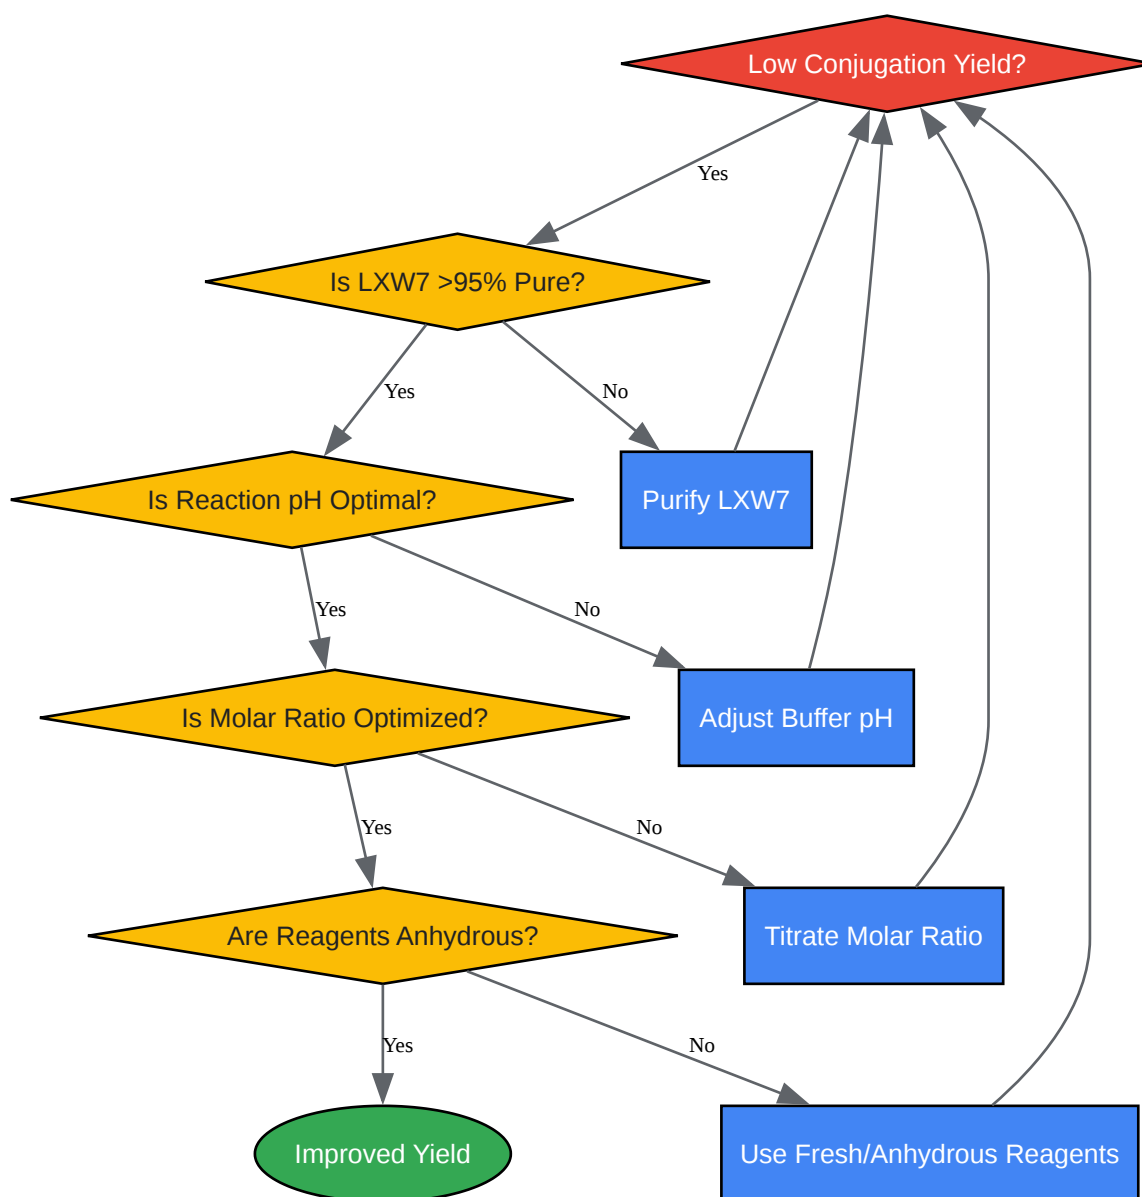 Low Conjugation Yield?
Yes
Is LXW7 >95% Pure?
Yes
No
Is Reaction pH Optimal?
Purify LXW7
Yes
No
Is Molar Ratio Optimized?
Adjust Buffer pH
Yes
No
Are Reagents Anhydrous?
Titrate Molar Ratio
Yes
No
Improved Yield
Use Fresh/Anhydrous Reagents